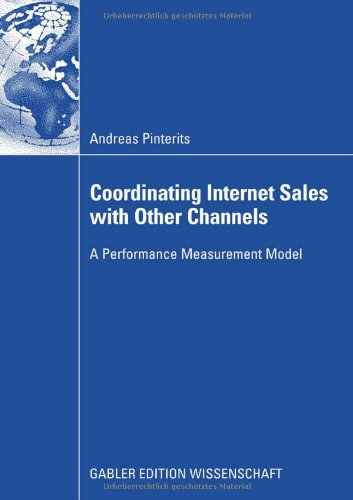 Urheberrechtlich geschütztes Material
Andreas Pinterits
Coordinating Internet Sales
with Other Channels
A Performance Measurement Model
GABLER EDITION WISSENSCHAFT
Urheberrechtlich geschütztes Material